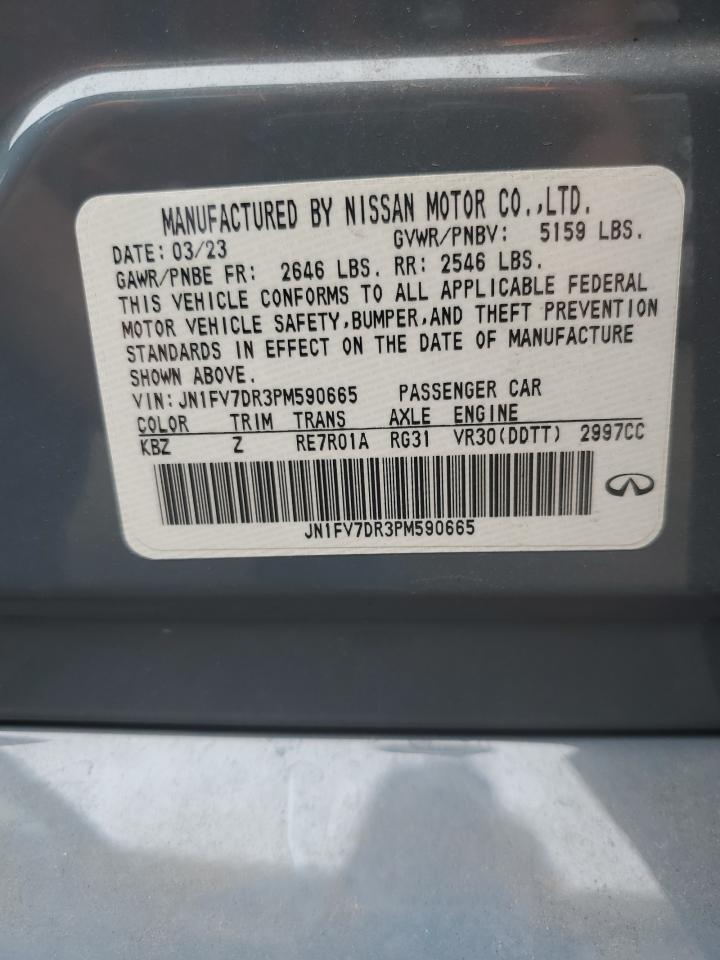 MANUFACTURED BY NISSAN MOTOR CO.,LTD.
DATE: 03/23 GVWR/PNBV: 5159 LBS.
GAWR/PNBE FR: 2646 LBS. RR: 2546 LBS.
THIS VEHICLE CONFORMS TO ALL APPLICABLE FEDERAL
MOTOR VEHICLE SAFETY,BUMPER,AND THEFT PREVENTION
STANDARDS IN EFFECT ON THE DATE OF MANUFACTURE
SHOWN ABOVE.
VIN: JN1FV7DR3PM590665 PASSENGER CAR
COLOR TRIM TRANS AXLE ENGINE
KBZ Z RE7R01A RG31 VR30(DDTT) 2997CC
JN1FV7DR3PM590665